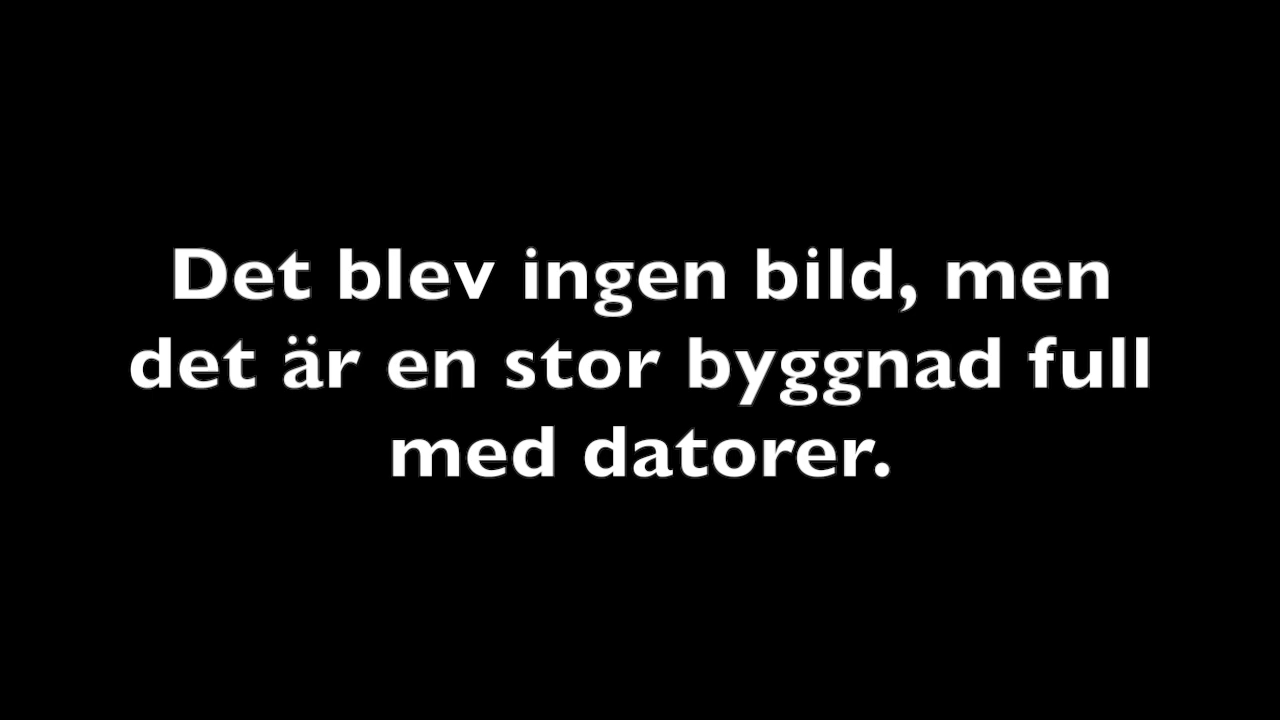 Det blev ingen bild, men
det är en stor byggnad full
med datorer.